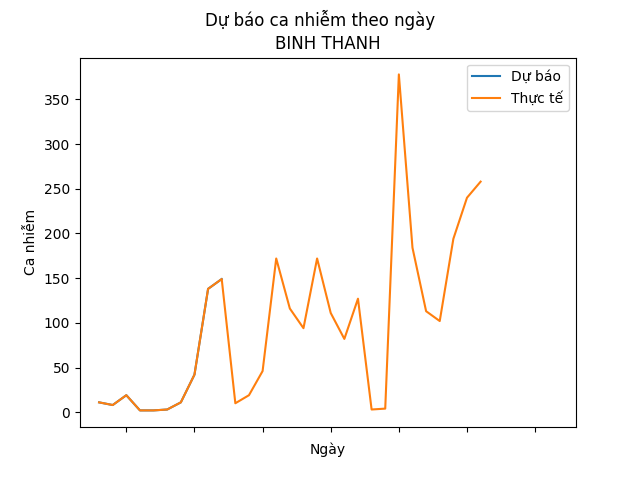 Dự báo ca nhiễm theo ngày
BINH THANH
Dự báo
Thực tế
350
300
250
200
150
100
50
0
Ca nhiễm
Ngày